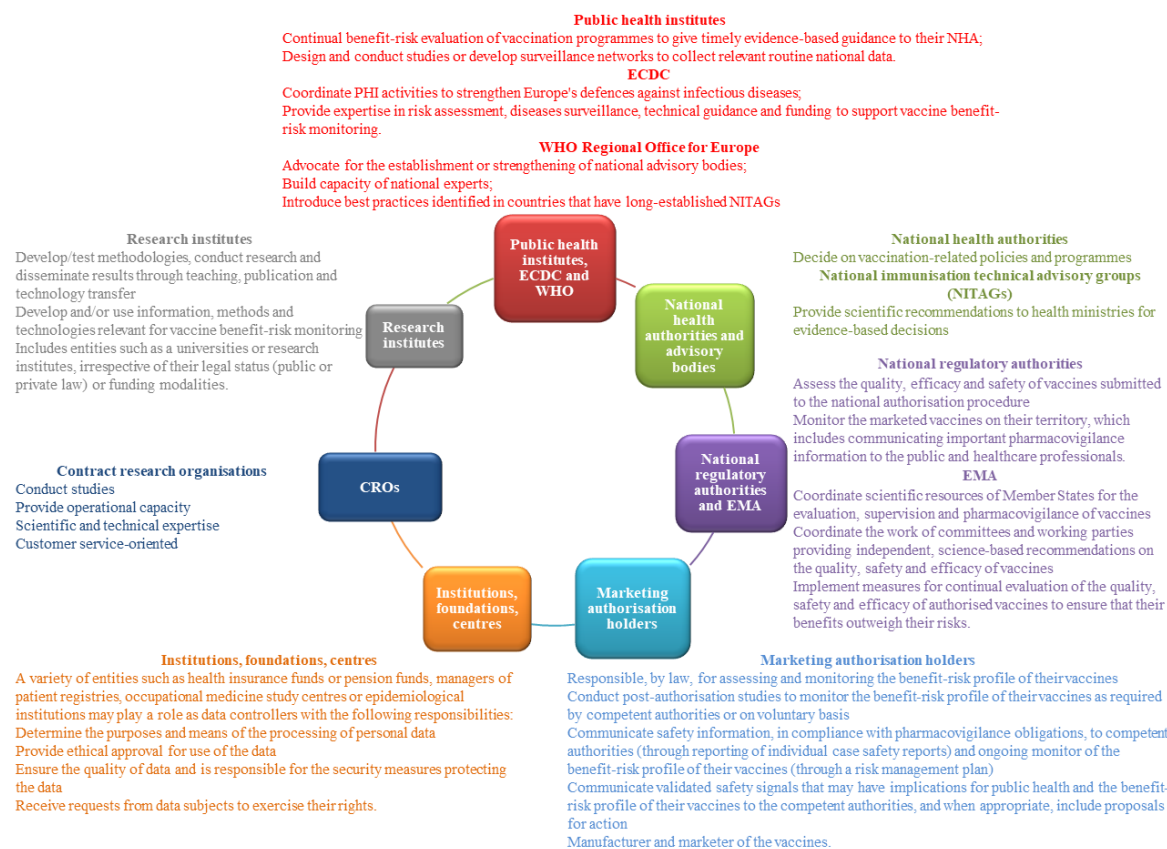 Public health institutes
Continual benefit-risk evaluation of vaccination programmes to give timely evidence-based guidance to their NHA;
Design and conduct studies or develop surveillance networks to collect relevant routine national data.
ECDC
Coordinate PHI activities to strengthen Europe's defences against infectious diseases;
Provide expertise in risk assessment, diseases surveillance, technical guidance and funding to support vaccine benefit-
risk monitoring.
WHO Regional Office for Europe
Advocate for the establishment or strengthening of national advisory bodies;
Build capacity of national experts;
Introduce best practices identified in countries that have long-established NITAGs
Public health
institutes,
ECDC and
WHO
Research institutes
Develop/test methodologies, conduct research and
disseminate results through teaching, publication and
technology transfer
Develop and/or use information, methods and
technologies relevant for vaccine benefit-risk monitoring
Includes entities such as a universities or research
institutes, irrespective of their legal status (public or
private law) or funding modalities.
Research
institutes
National
health
authorities and
advisory
bodies
National health authorities
Decide on vaccination-related policies and programmes
National immunisation technical advisory groups
(NITAGs)
Provide scientific recommendations to health ministries for
evidence-based decisions
National regulatory authorities
Assess the quality, efficacy and safety of vaccines submitted
to the national authorisation procedure
Monitor the marketed vaccines on their territory, which
includes communicating important pharmacovigilance
information to the public and healthcare professionals.
EMA
Coordinate scientific resources of Member States for the
evaluation, supervision and pharmacovigilance of vaccines
Coordinate the work of committees and working parties
providing independent, science-based recommendations on
the quality, safety and efficacy of vaccines
Implement measures for continual evaluation of the quality,
safety and efficacy of authorised vaccines to ensure that their
benefits outweigh their risks.
Contract research organisations
Conduct studies
Provide operational capacity
Scientific and technical expertise
Customer service-oriented
CROs
National
regulatory
authorities
and EMA
Institutions,
foundations,
centres
Marketing
authorisation
holders
Institutions, foundations, centres
A variety of entities such as health insurance funds or pension funds, managers of
patient registries, occupational medicine study centres or epidemiological
institutions may play a role as data controllers with the following responsibilities:
Determine the purposes and means of the processing of personal data
Provide ethical approval for use of the data
Ensure the quality of data and is responsible for the security measures protecting
the data
Receive requests from data subjects to exercise their rights.
Marketing authorisation holders
Responsible, by law, for assessing and monitoring the benefit-risk profile of their vaccines
Conduct post-authorisation studies to monitor the benefit-risk profile of their vaccines as required
by competent authorities or on voluntary basis
Communicate safety information, in compliance with pharmacovigilance obligations, to competent
authorities (through reporting of individual case safety reports) and ongoing monitor of the
benefit-risk profile of their vaccines (through a risk management plan)
Communicate validated safety signals that may have implications for public health and the benefit-
risk profile of their vaccines to the competent authorities, and when appropriate, include proposals
for action
Manufacturer and marketer of the vaccines.